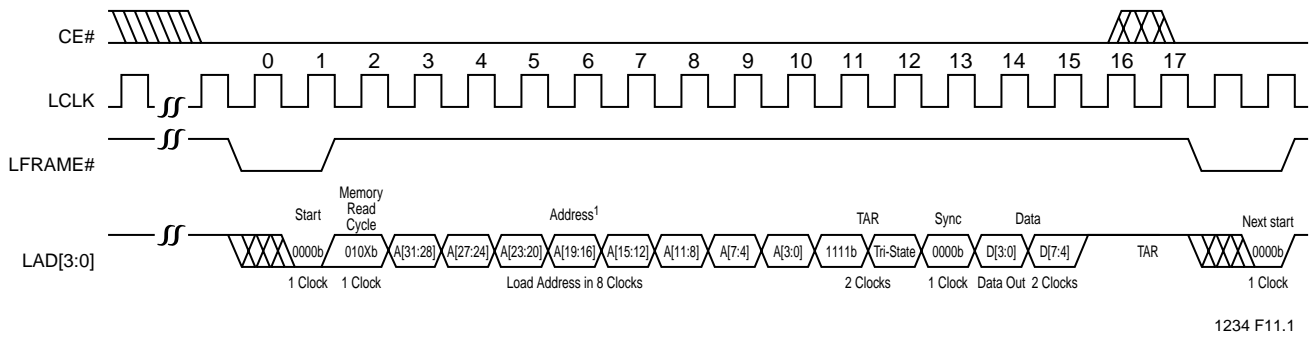 CE#
0 1 2 3 4 5 6 7 8 9 10 11 12 13 14 15 16 17
LCLK
LFRAME#
Start
Memory
Read
Cycle
Address1
TAR
Sync
Data
Next start
LAD[3:0]
0000b 010Xb A[31:28] A[27:24] A[23:20] A[19:16] A[15:12] A[11:8] A[7:4] A[3:0] 1111b Tri-State 0000b D[3:0] D[7:4] TAR 0000b
1 Clock 1 Clock Load Address in 8 Clocks 2 Clocks 1 Clock Data Out 2 Clocks 1 Clock
1234 F11.1